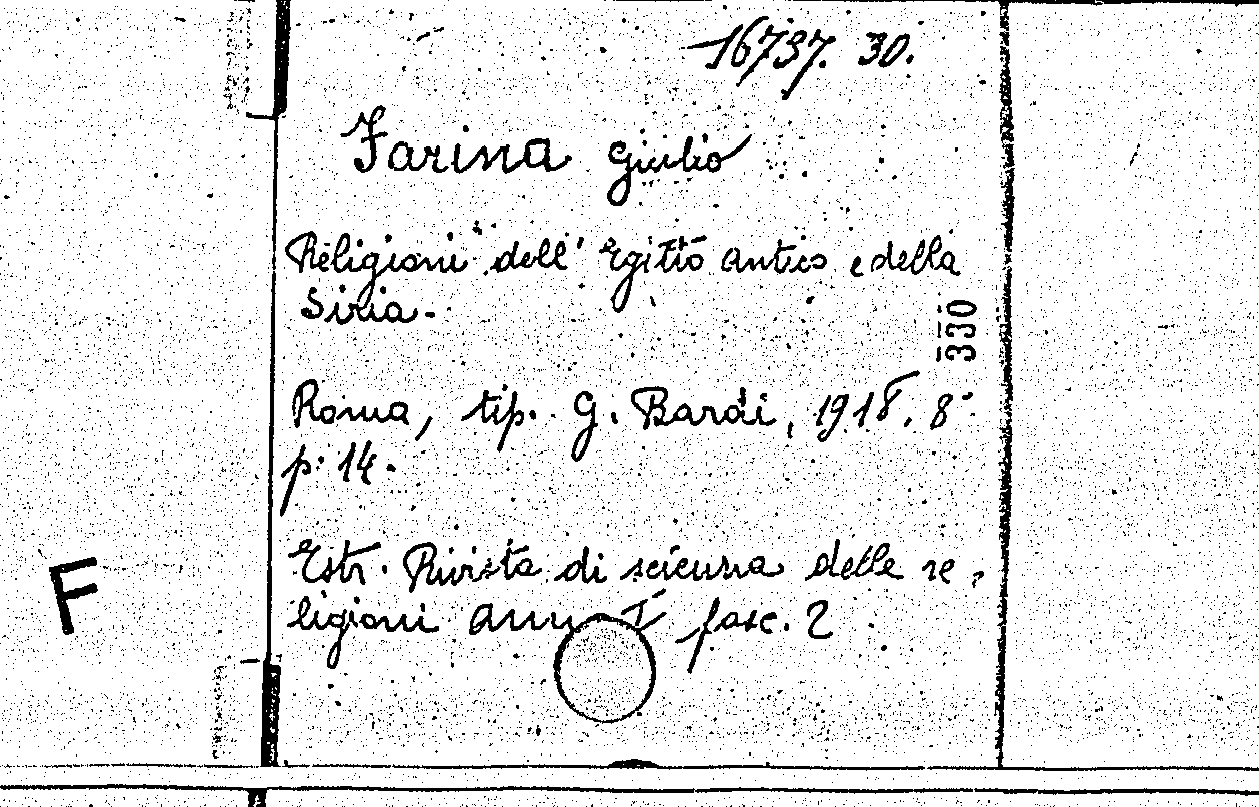 16737. 30.
Farina Giulio
Religioni dell' Egitto antico e della
Siria.
330
Roma, tip. G. Bardi, 1918. 8°
p. 14.
Estr. Rivista di scienza delle re-
ligioni I fasc. 2
F